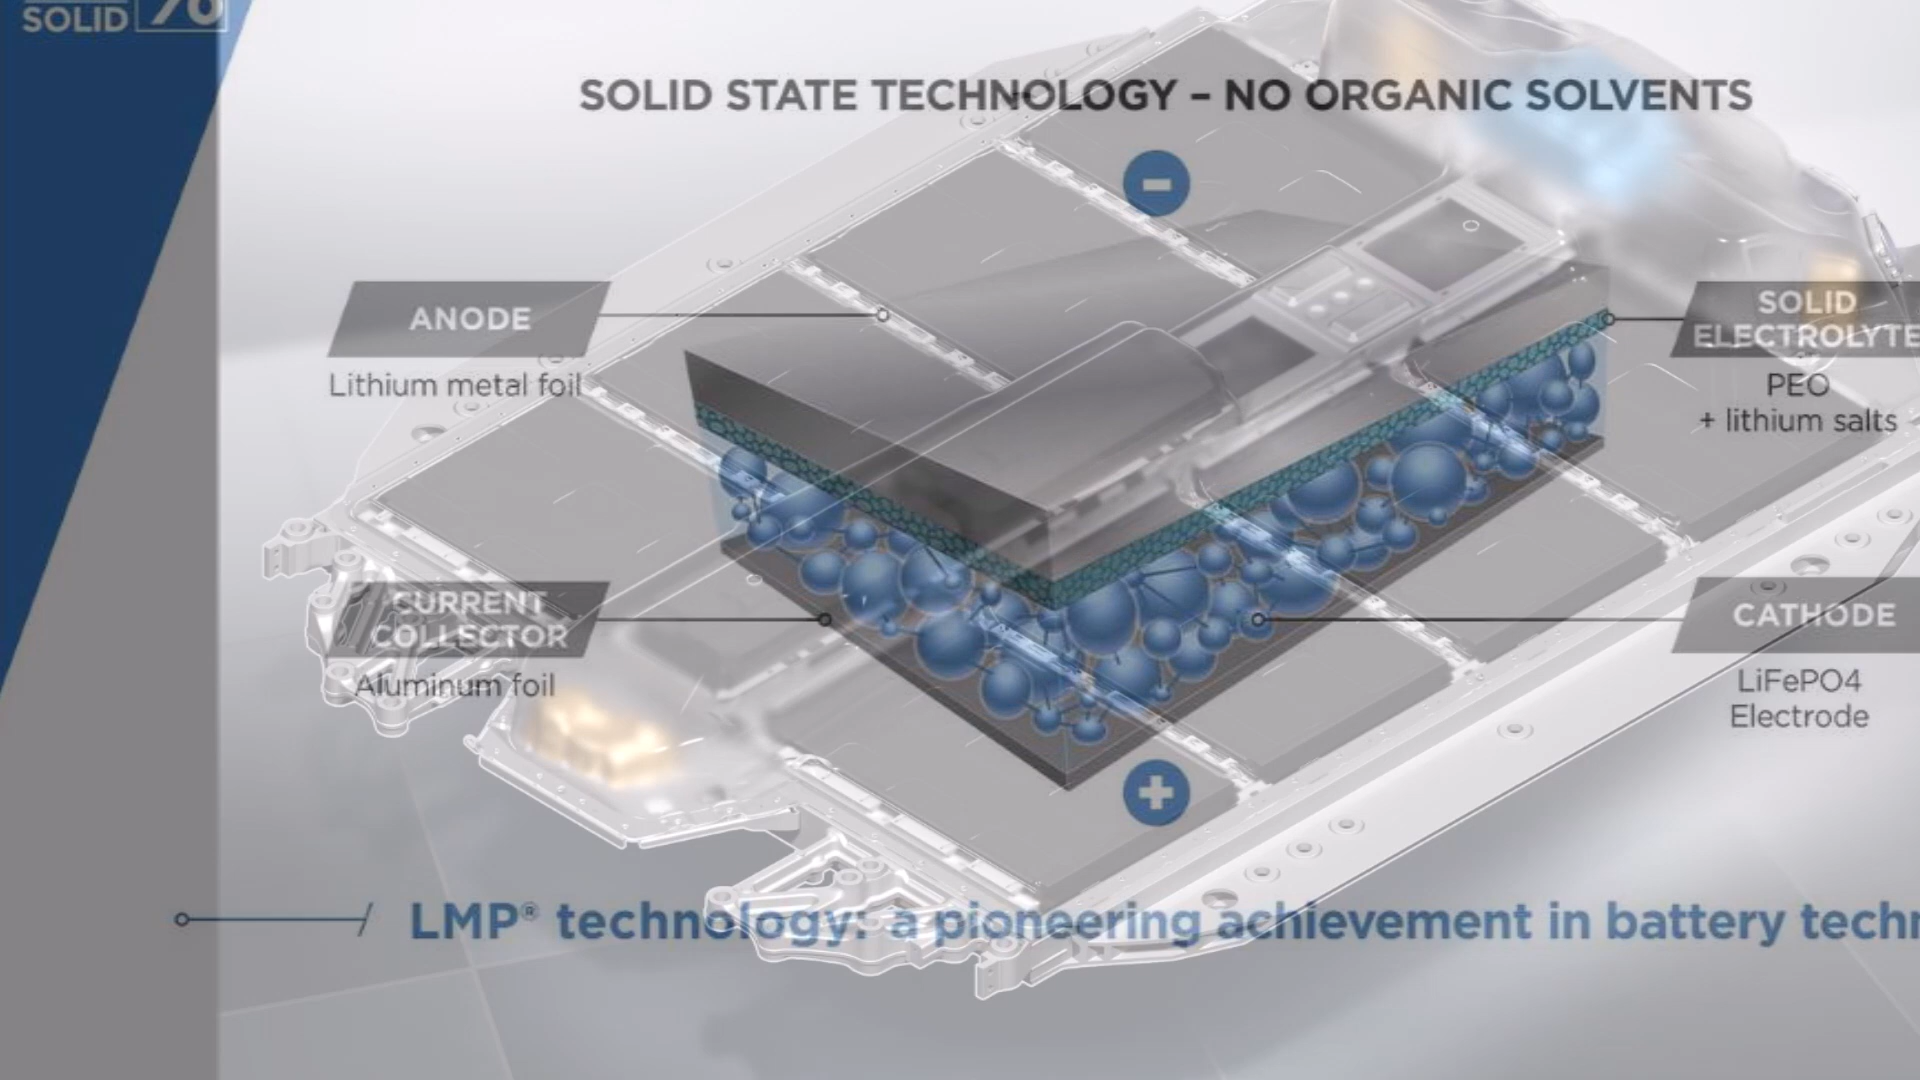 SOLID
SOLID STATE TECHNOLOGY – NO ORGANIC SOLVENTS
ANODE
Lithium metal foil
SOLID
ELECTROLYTE
PEO
+ lithium salts
CURRENT
COLLECTOR
Aluminum foil
CATHODE
LiFePO4
Electrode
LMP® technology: a pioneering achievement in battery